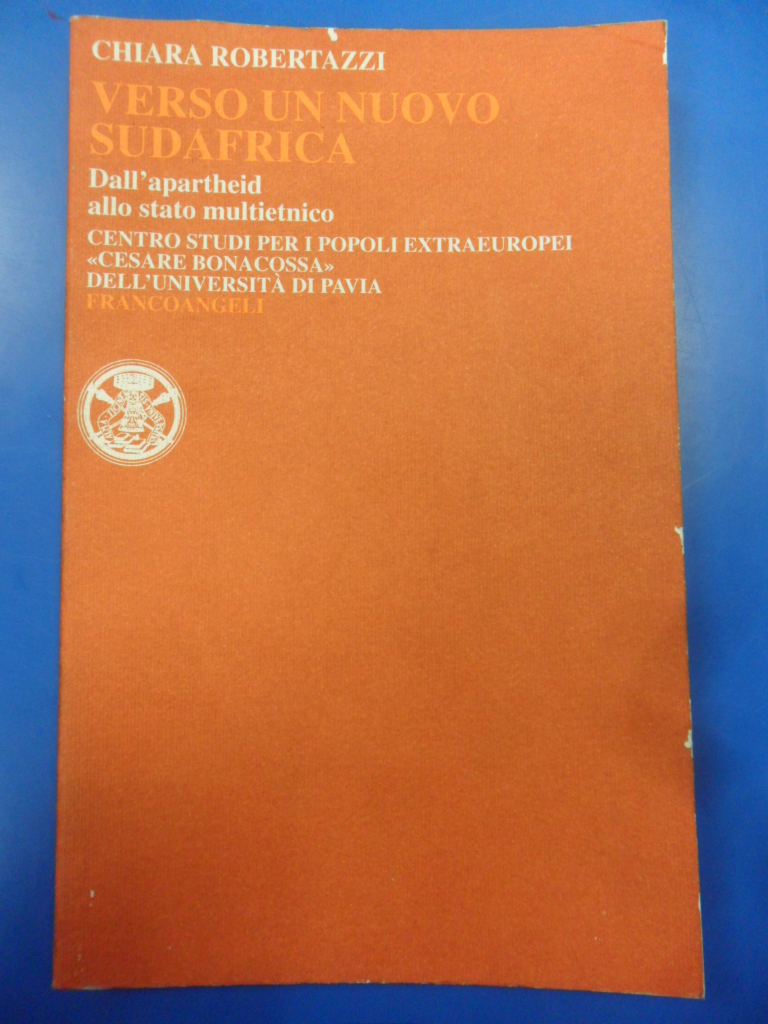 CHIARA ROBERTAZZI
VERSO UN NUOVO
SUDAFRICA
Dall'apartheid
allo stato multietnico
CENTRO STUDI PER I POPOLI EXTRAEUROPEI
«CESARE BONACOSSA»
DELL'UNIVERSITÀ DI PAVIA
FRANCOANGELI